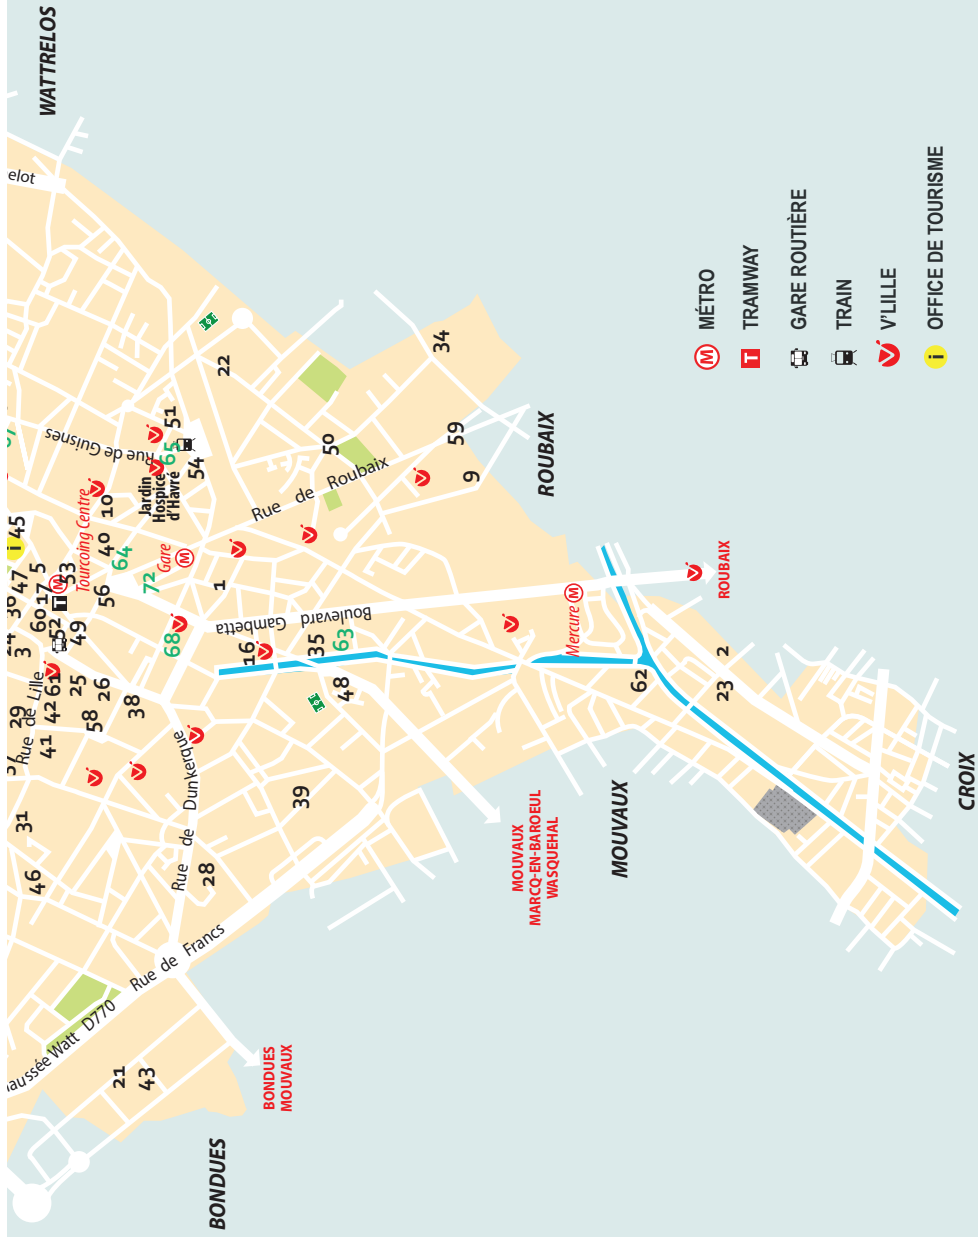 aussée Watt D770
31
41
29
Rue de Lille
3
47
45
i
46
42
61
60
17
5
52
T
M
53
WATTRELOS
elot
25
49
Tourcoing Centre
58
26
56
40
10
21
38
64
Rue de Guisnes
43
72
Gare
M
Jardin
Hospice
d'Havré
65
51
68
54
Rue de Francs
Rue de Dunkerque
28
BONDUES
1
22
16
Boulevard Gambetta
Rue de Roubaix
BONDUES
MOUVAUX
39
35
63
48
50
34
59
9
MOUVAUX
MARCQ-EN-BAROEUL
WASQUEHAL
ROUBAIX
Mercure
M
MOUVAUX
62
23
2
ROUBAIX
M MÉTRO
T TRAMWAY
GARE ROUTIÈRE
TRAIN
V'LILLE
i OFFICE DE TOURISME
CROIX